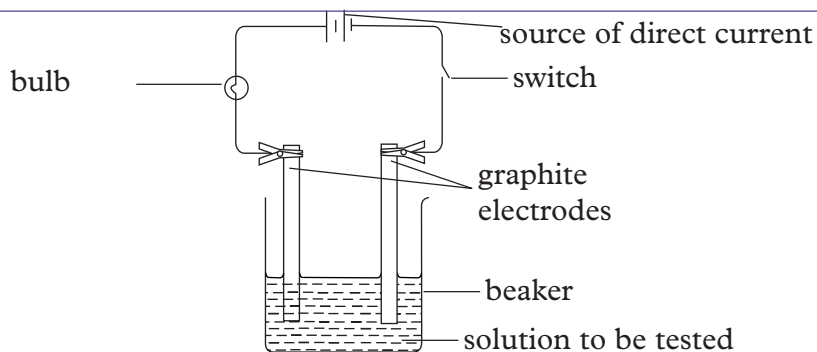 source of direct current
bulb
switch
graphite
electrodes
beaker
solution to be tested